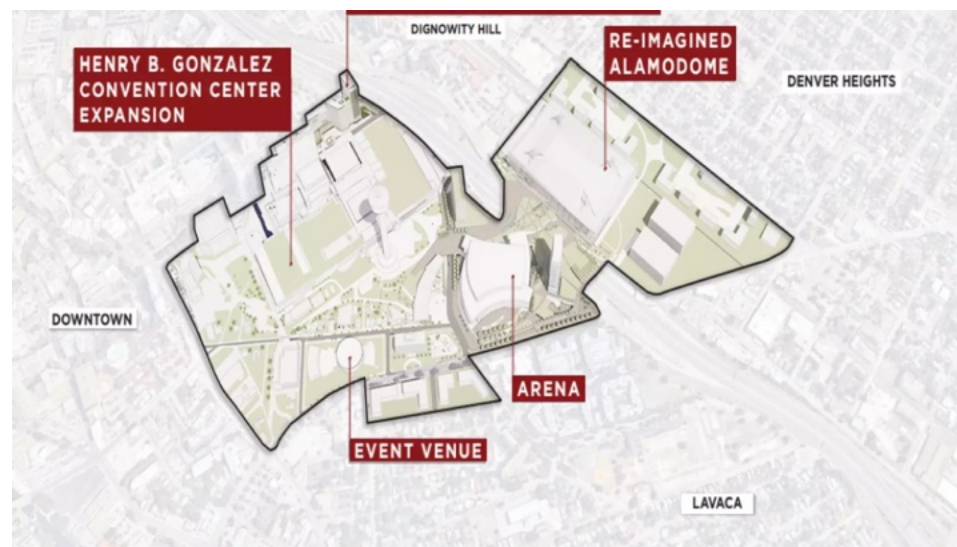 DIGNOWITY HILL
RE-IMAGINED
ALAMODOME
HENRY B. GONZALEZ
CONVENTION CENTER
EXPANSION
DENVER HEIGHTS
DOWNTOWN
ARENA
EVENT VENUE
LAVACA